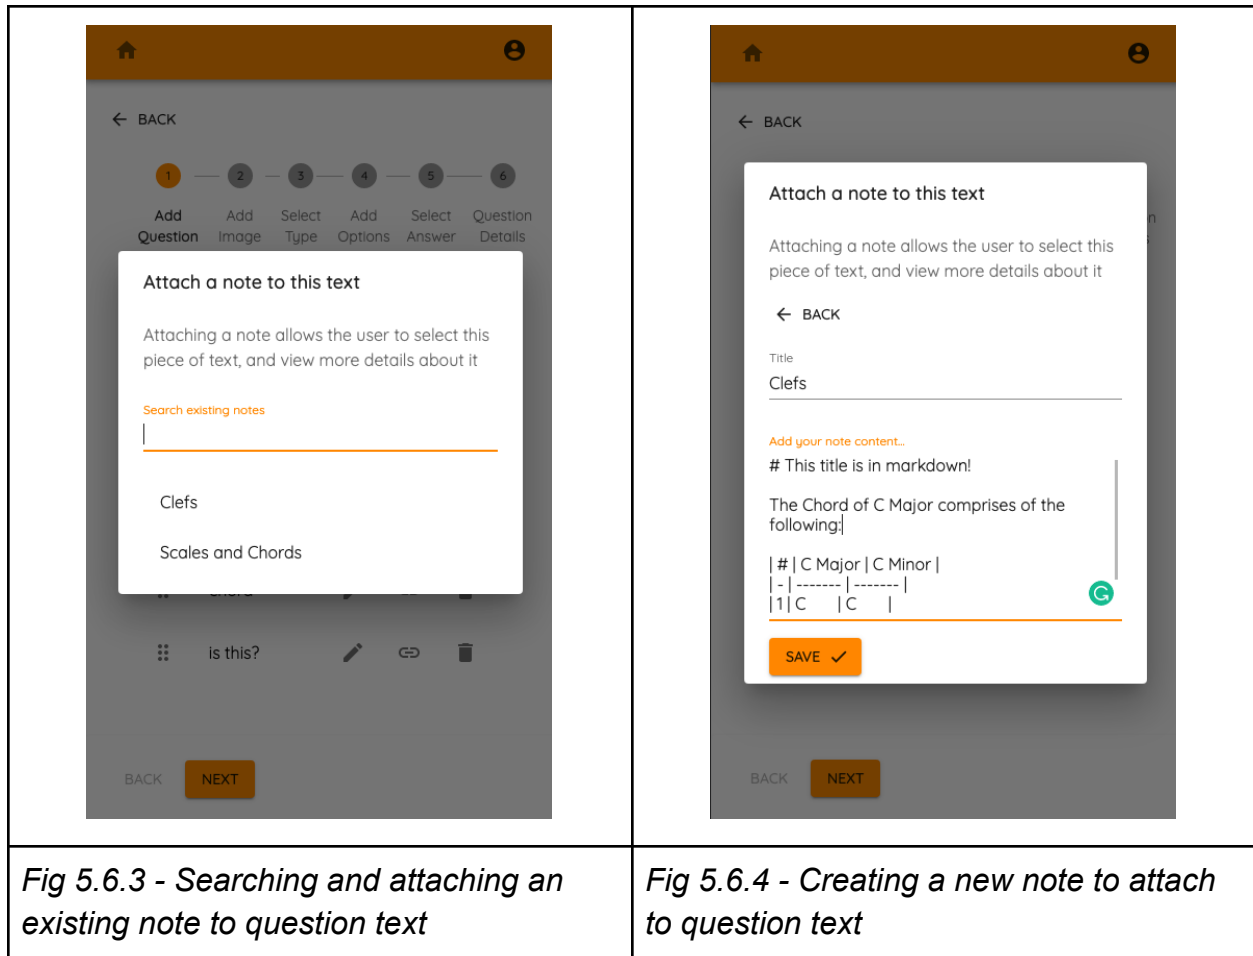 BACK
1 2 3 4 5 6
Add Add Select Add Select Question
Question Image Type Options Answer Details
Attach a note to this text
Attaching a note allows the user to select this
piece of text, and view more details about it
Search existing notes
Clefs
Scales and Chords
is this?
BACK NEXT
Fig 5.6.3 - Searching and attaching an
existing note to question text
BACK
Attach a note to this text
Attaching a note allows the user to select this
piece of text, and view more details about it
BACK
Title
Clefs
Add your note content...
# This title is in markdown!
The Chord of C Major comprises of the
following:
| # | C Major | C Minor |
| - | ------- | ------- |
| 1 | C | C |
SAVE
BACK NEXT
Fig 5.6.4 - Creating a new note to attach
to question text